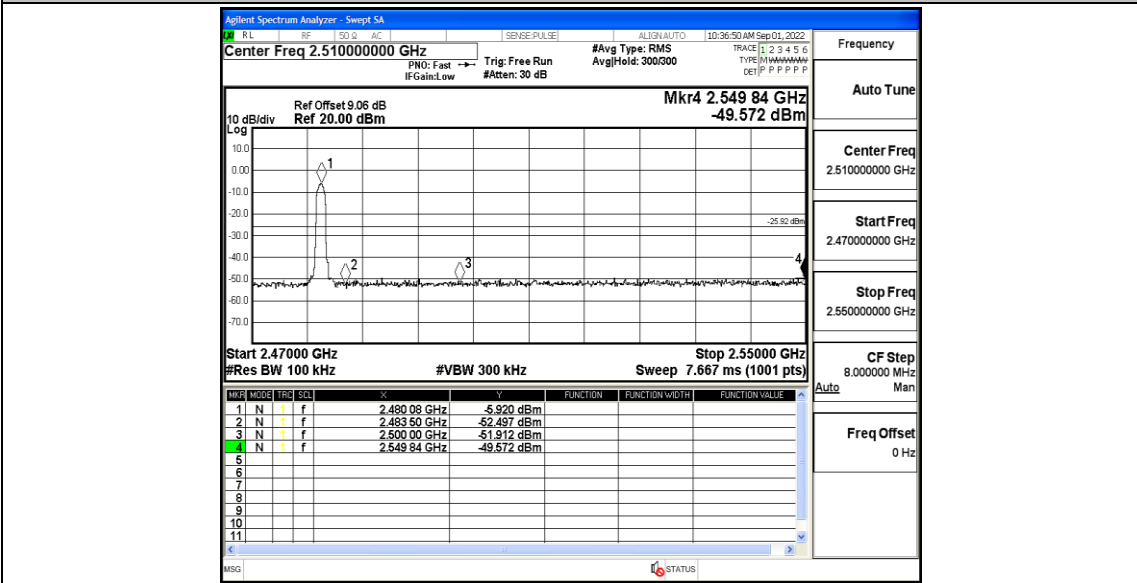 Agilent Spectrum Analyzer - Swept SA
RL RF 50 Ω AC SENSE:PULSE ALIGN AUTO 10:36:50 AM Sep 01, 2022
Center Freq 2.510000000 GHz
PNO: Fast
IFGain:Low
Trig: Free Run
#Atten: 30 dB
#Avg Type: RMS
Avg|Hold: 300/300
TRACE 1 2 3 4 5 6
TYPE M
DET P P P P P P
Mkr4 2.549 84 GHz
-49.572 dBm
Ref Offset 9.06 dB
10 dB/div Ref 20.00 dBm
Log
10.0
0.00
-10.0
-20.0
-30.0
-40.0
-50.0
-60.0
-70.0
1
2
3
4
-25.92 dBm
Start 2.47000 GHz Stop 2.55000 GHz
#Res BW 100 kHz #VBW 300 kHz Sweep 7.667 ms (1001 pts)
MKR MODE TRC SCL X Y FUNCTION FUNCTION WIDTH FUNCTION VALUE
1 N 1 f 2.480 08 GHz -5.920 dBm
2 N 1 f 2.483 50 GHz -52.497 dBm
3 N 1 f 2.500 00 GHz -51.912 dBm
4 N 1 f 2.549 84 GHz -49.572 dBm
5
6
7
8
9
10
11
MSG STATUS
Frequency
Auto Tune
Center Freq
2.510000000 GHz
Start Freq
2.470000000 GHz
Stop Freq
2.550000000 GHz
CF Step
8.000000 MHz
Auto Man
Freq Offset
0 Hz